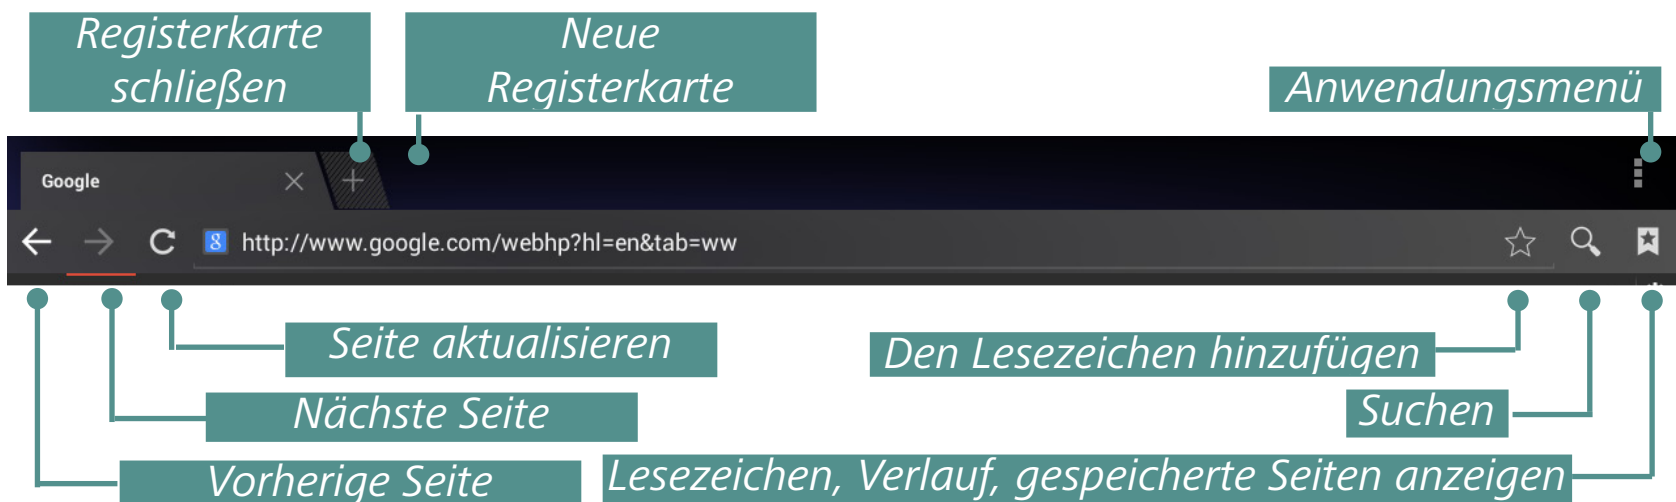 Registerkarte
schließen
Neue
Registerkarte
Anwendungsmenü
Google
http://www.google.com/webhp?hl=en&tab=ww
Seite aktualisieren
Den Lesezeichen hinzufügen
Nächste Seite
Suchen
Vorherige Seite
Lesezeichen, Verlauf, gespeicherte Seiten anzeigen